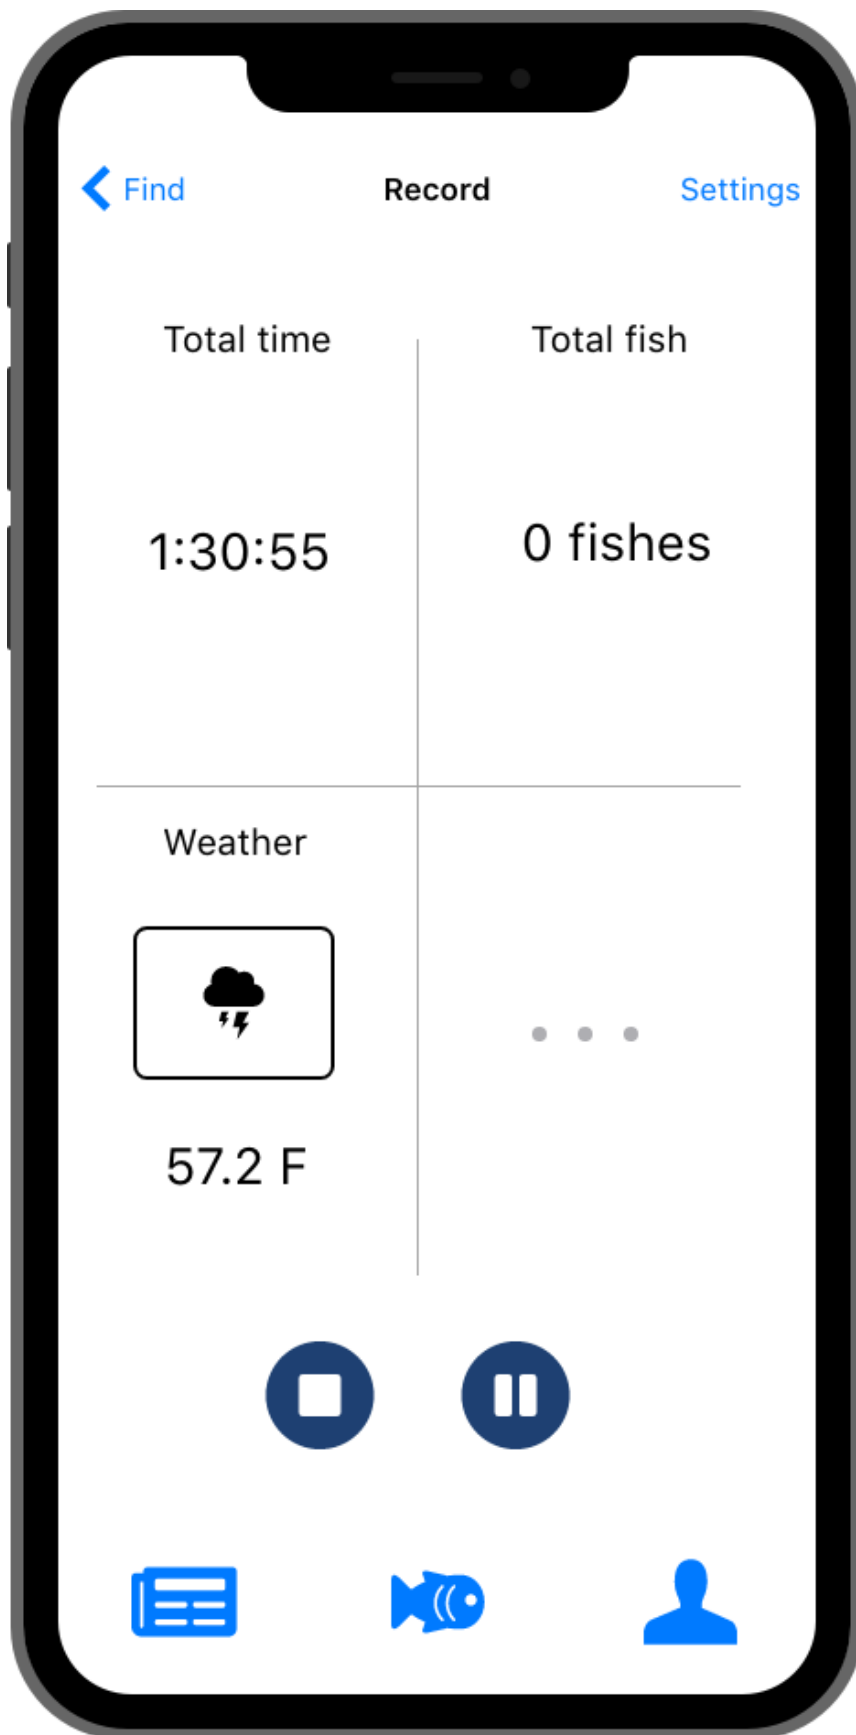 Find
Record
Settings
Total time
Total fish
1:30:55
0 fishes
Weather
57.2 F